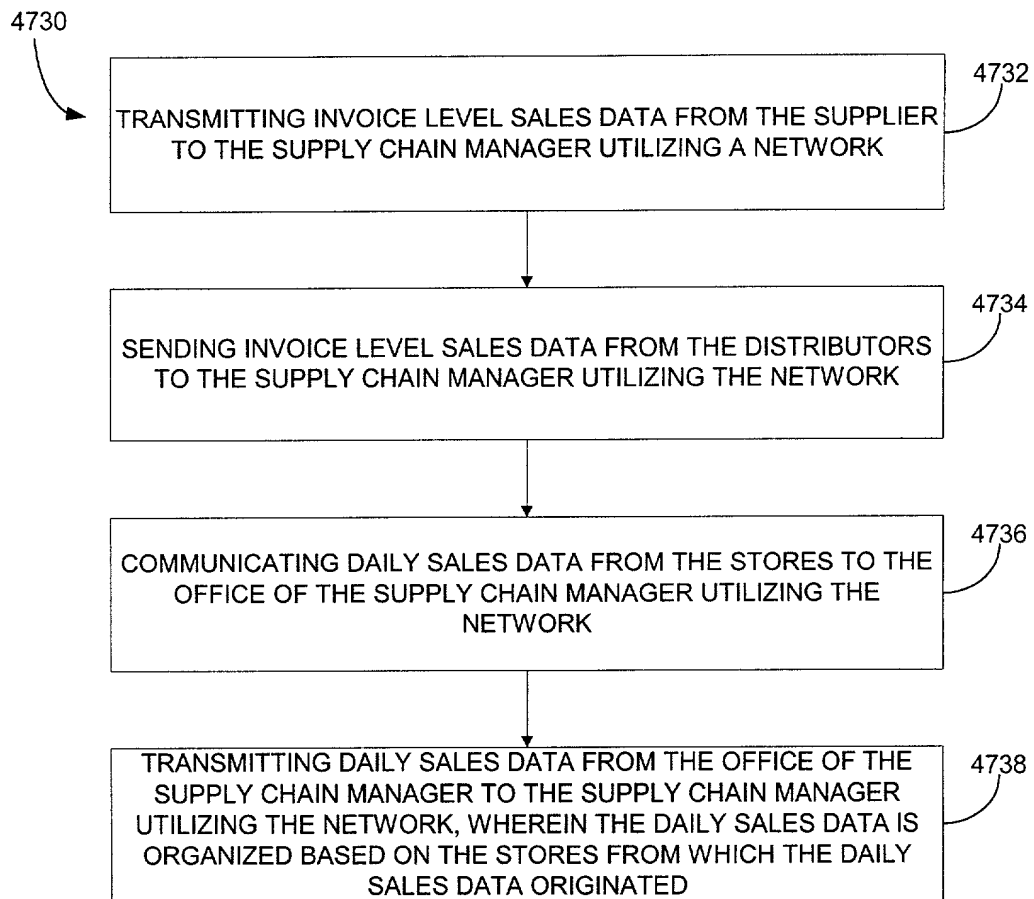 4730
4732
TRANSMITTING INVOICE LEVEL SALES DATA FROM THE SUPPLIER
TO THE SUPPLY CHAIN MANAGER UTILIZING A NETWORK
4734
SENDING INVOICE LEVEL SALES DATA FROM THE DISTRIBUTORS
TO THE SUPPLY CHAIN MANAGER UTILIZING THE NETWORK
4736
COMMUNICATING DAILY SALES DATA FROM THE STORES TO THE
OFFICE OF THE SUPPLY CHAIN MANAGER UTILIZING THE
NETWORK
4738
TRANSMITTING DAILY SALES DATA FROM THE OFFICE OF THE
SUPPLY CHAIN MANAGER TO THE SUPPLY CHAIN MANAGER
UTILIZING THE NETWORK, WHEREIN THE DAILY SALES DATA IS
ORGANIZED BASED ON THE STORES FROM WHICH THE DAILY
SALES DATA ORIGINATED